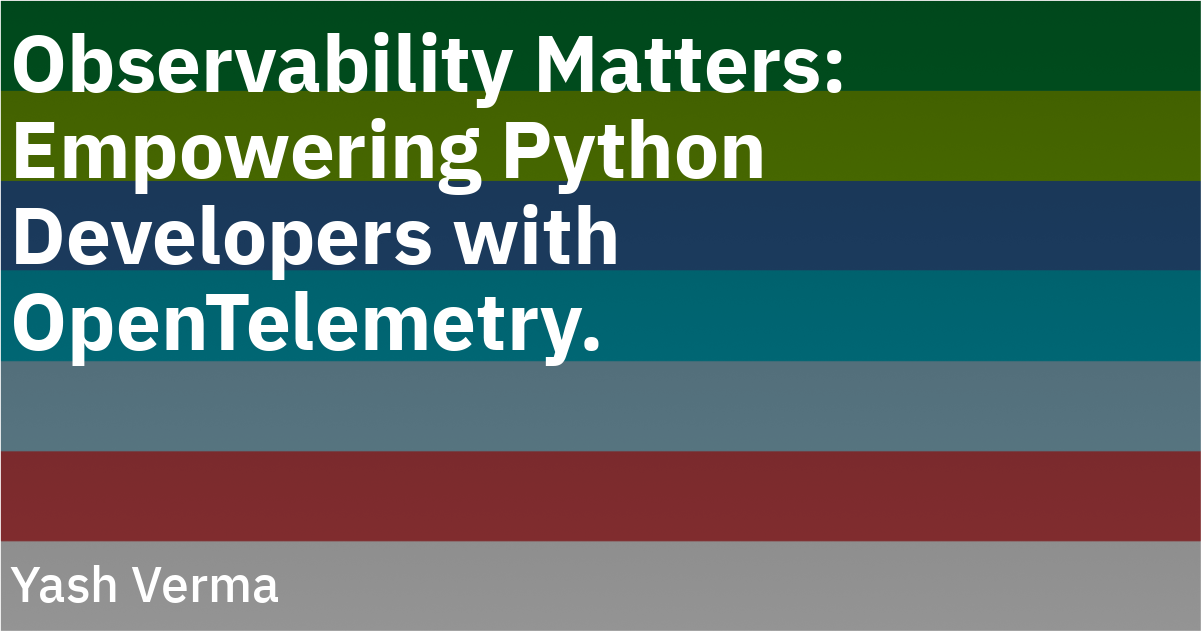 Observability Matters:
Empowering Python
Developers with
OpenTelemetry.
Yash Verma